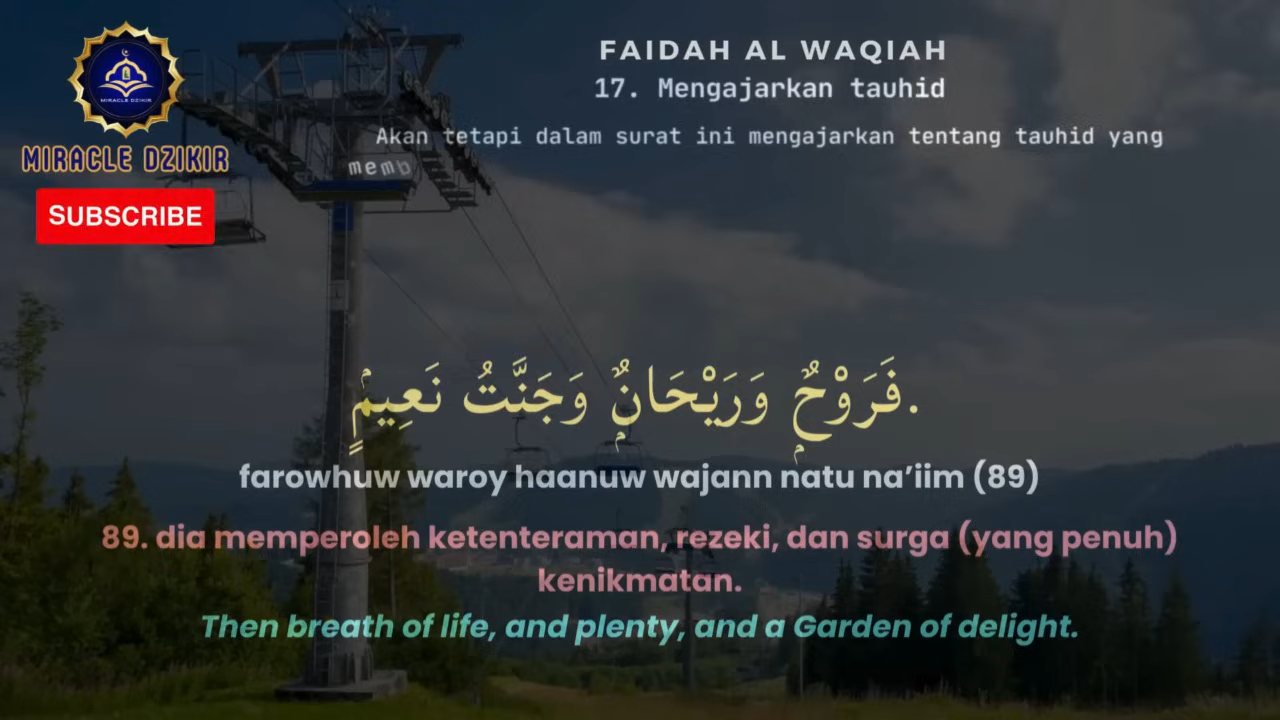 FAIDAH AL WAQIAH
17. Mengajarkan tauhid
Akan tetapi dalam surat ini mengajarkan tentang tauhid yang
memb
MIRACLE DZIKIR
MIRACLE DZIKIR
SUBSCRIBE
فَرَوْحٌ وَرَيْحَانٌ وَجَنَّتُ نَعِيمٍ.
farowhuw waroy haanuw wajann natu na’iim (89)
89. dia memperoleh ketenteraman, rezeki, dan surga (yang penuh)
kenikmatan.
Then breath of life, and plenty, and a Garden of delight.